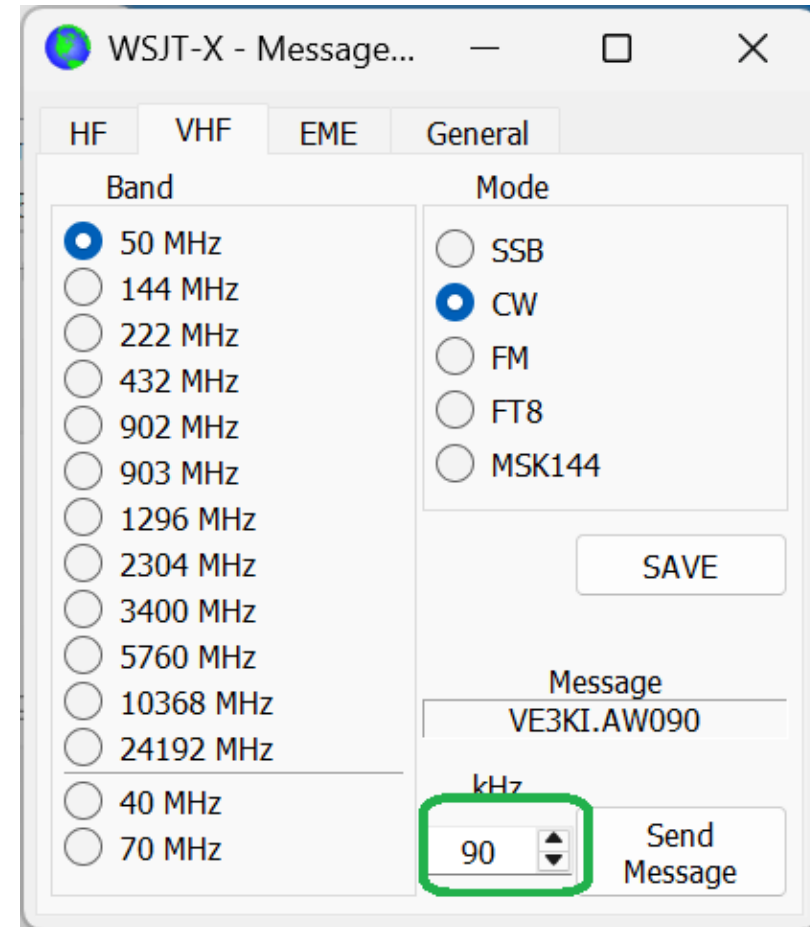 WSJT-X - Message...
HF VHF EME General
Band
50 MHz
144 MHz
222 MHz
432 MHz
902 MHz
903 MHz
1296 MHz
2304 MHz
3400 MHz
5760 MHz
10368 MHz
24192 MHz
40 MHz
70 MHz
Mode
SSB
CW
FM
FT8
MSK144
SAVE
Message
VE3KI.AW090
kHz
90
Send
Message